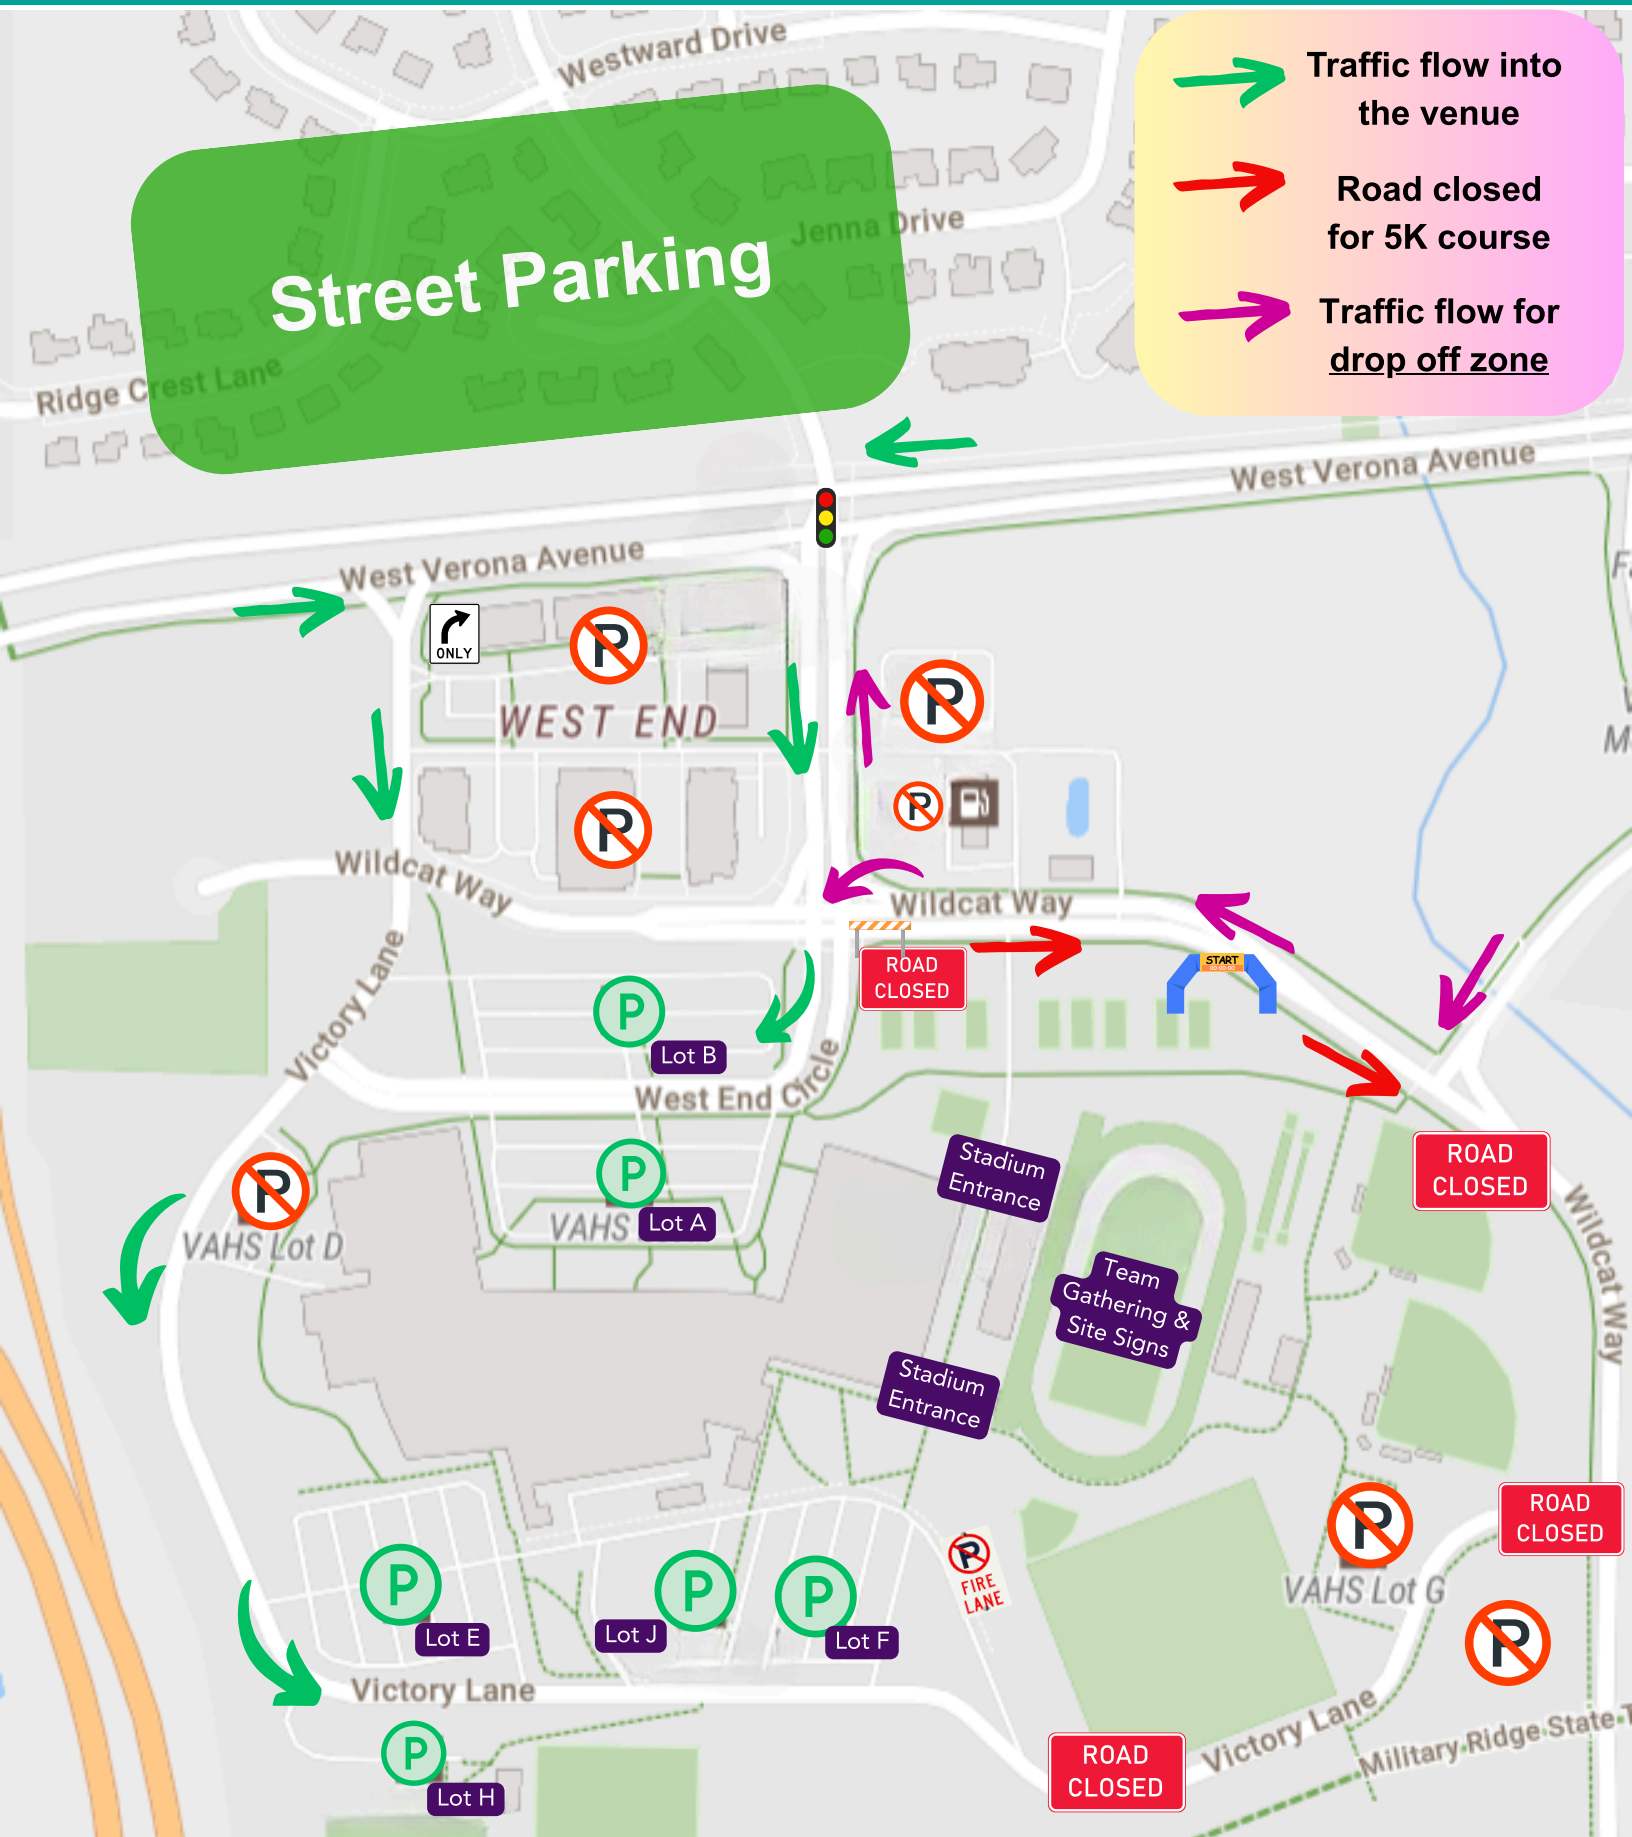 Traffic flow into
the venue
Road closed
for 5K course
Traffic flow for
drop off zone
Westward Drive
Jenna Drive
Street Parking
Ridge Crest Lane
West Verona Avenue
West Verona Avenue
ONLY
P
P
WEST END
P
P
Wildcat Way
Wildcat Way
ROAD
CLOSED
START
Victory Lane
P
Lot B
West End Circle
P
Lot A
VAHS
P
VAHS Lot D
Stadium
Entrance
ROAD
CLOSED
Wildcat Way
Team
Gathering &
Site Signs
Stadium
Entrance
ROAD
CLOSED
P
VAHS Lot G
P
P
FIRE
LANE
P
Lot E
P
Lot J
P
Lot F
Victory Lane
Victory Lane
Military Ridge State T
ROAD
CLOSED
P
Lot H